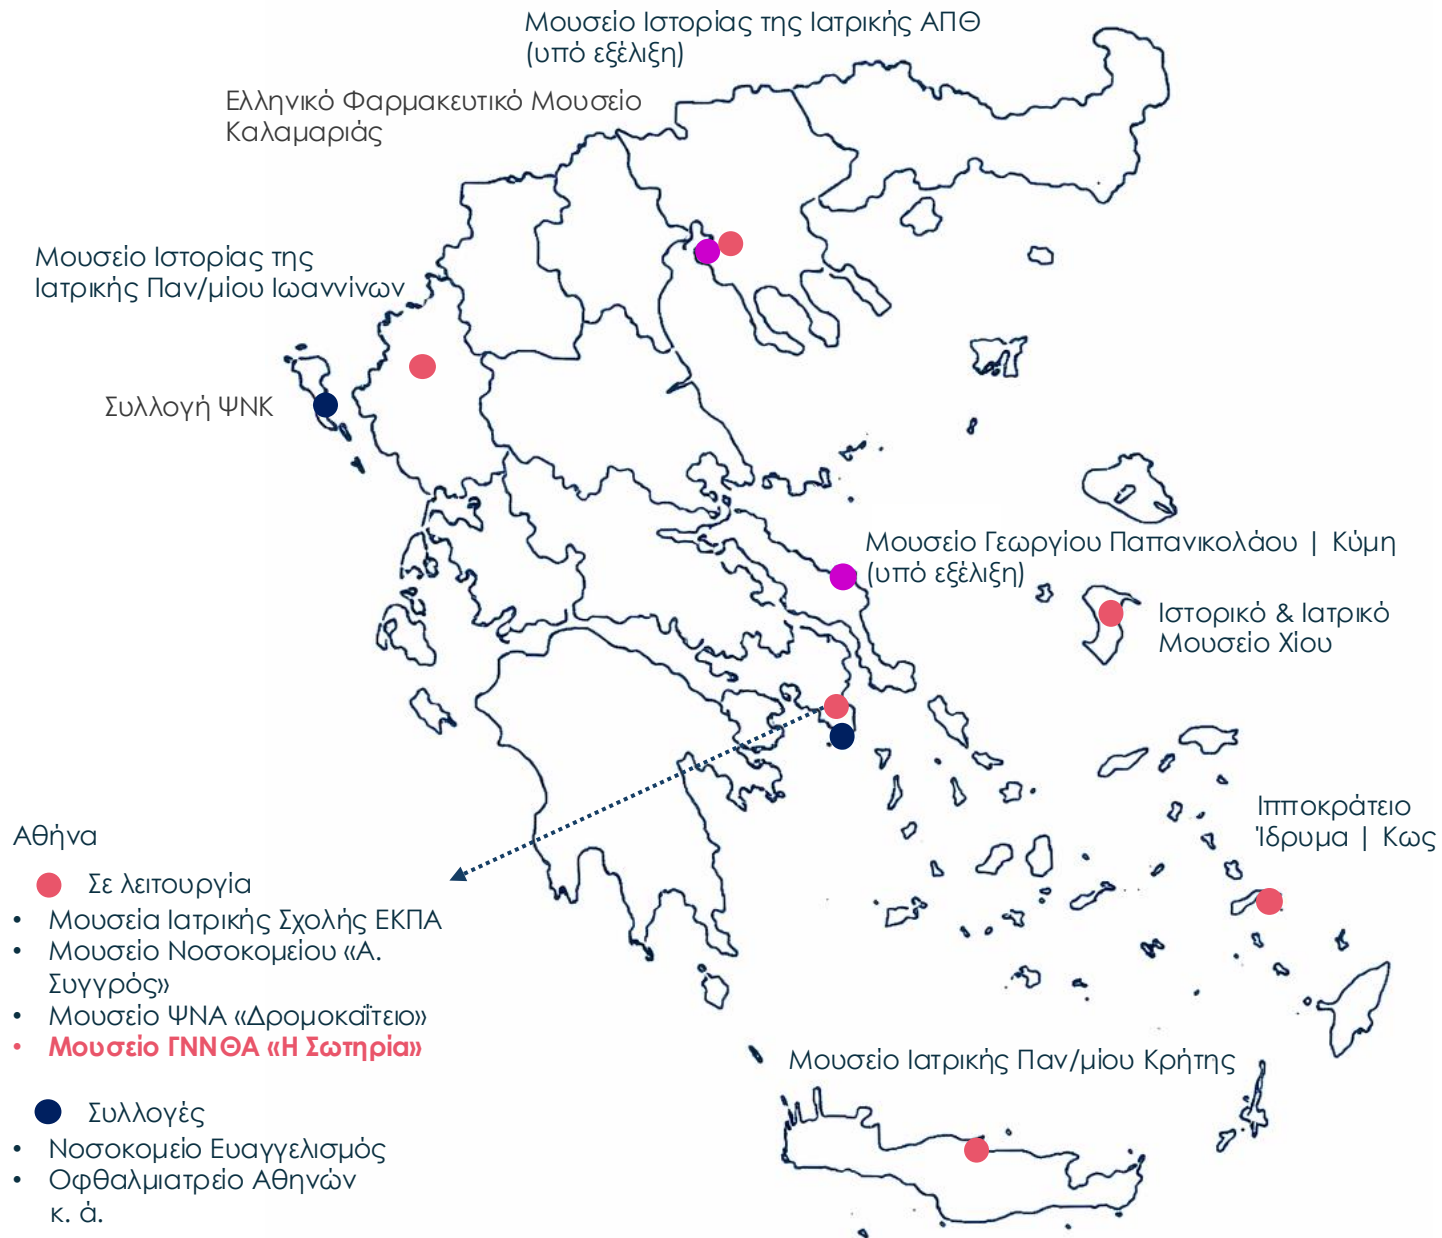 Μουσείο Ιστορίας της Ιατρικής ΑΠΘ
(υπό εξέλιξη)
Ελληνικό Φαρμακευτικό Μουσείο
Καλαμαριάς
Μουσείο Ιστορίας της
Ιατρικής Παν/μίου Ιωαννίνων
Συλλογή ΨΝΚ
Μουσείο Γεωργίου Παπανικολάου | Κύμη
(υπό εξέλιξη)
Ιστορικό & Ιατρικό
Μουσείο Χίου
Ιπποκράτειο
Ίδρυμα | Κως
Αθήνα
Σε λειτουργία
• Μουσεία Ιατρικής Σχολής ΕΚΠΑ
• Μουσείο Νοσοκομείου «Α.
Συγγρός»
• Μουσείο ΨΝΑ «Δρομοκαΐτειο»
• Μουσείο ΓΝΝΘΑ «Η Σωτηρία»
Μουσείο Ιατρικής Παν/μίου Κρήτης
Συλλογές
• Νοσοκομείο Ευαγγελισμός
• Οφθαλμιατρείο Αθηνών
κ. ά.